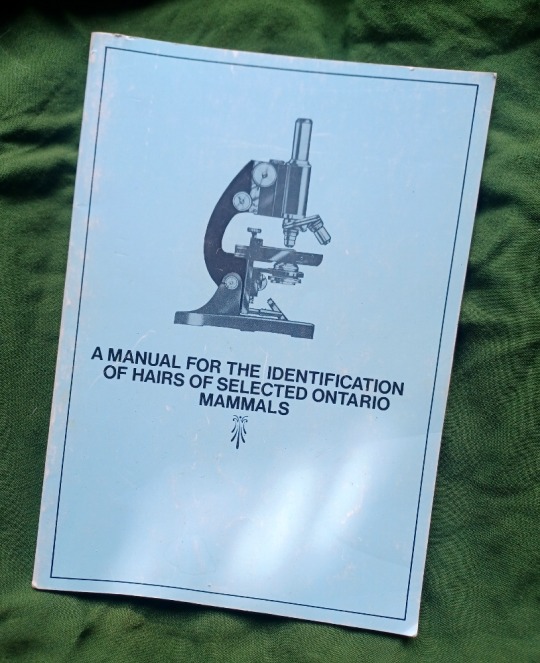 A MANUAL FOR THE IDENTIFICATION
OF HAIRS OF SELECTED ONTARIO
MAMMALS